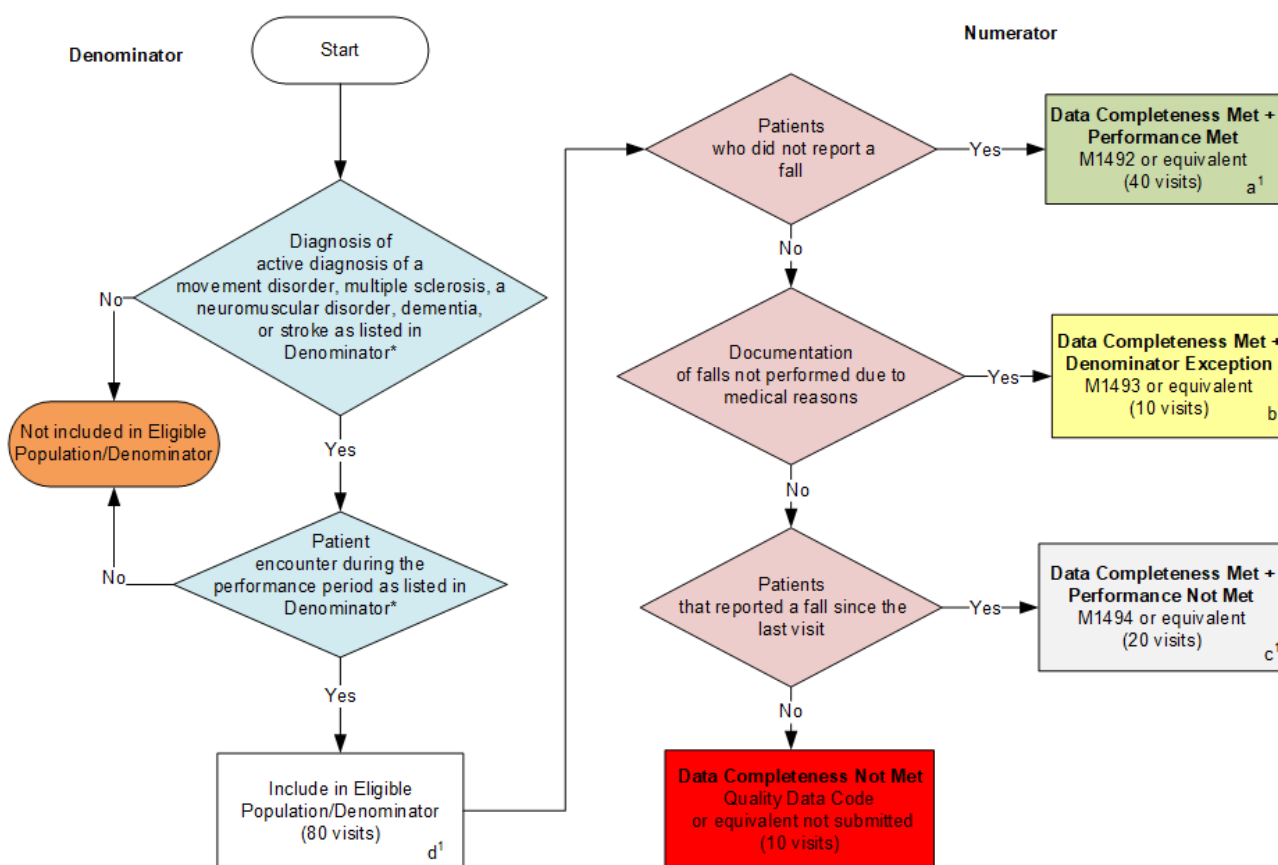 Denominator
Start
Diagnosis of
active diagnosis of a
movement disorder, multiple sclerosis, a
neuromuscular disorder, dementia,
or stroke as listed in
Denominator*
No
Not included in Eligible
Population/Denominator
Yes
Patient
encounter during the
performance period as listed in
Denominator*
No
Yes
Include in Eligible
Population/Denominator
(80 visits)
d¹
Numerator
Patients
who did not report a
fall
Yes
Data Completeness Met +
Performance Met
M1492 or equivalent
(40 visits)
a¹
No
Documentation
of falls not performed due to
medical reasons
Yes
Data Completeness Met +
Denominator Exception
M1493 or equivalent
(10 visits)
b
No
Patients
that reported a fall since the
last visit
Yes
Data Completeness Met +
Performance Not Met
M1494 or equivalent
(20 visits)
c¹
No
Data Completeness Not Met
Quality Data Code
or equivalent not submitted
(10 visits)